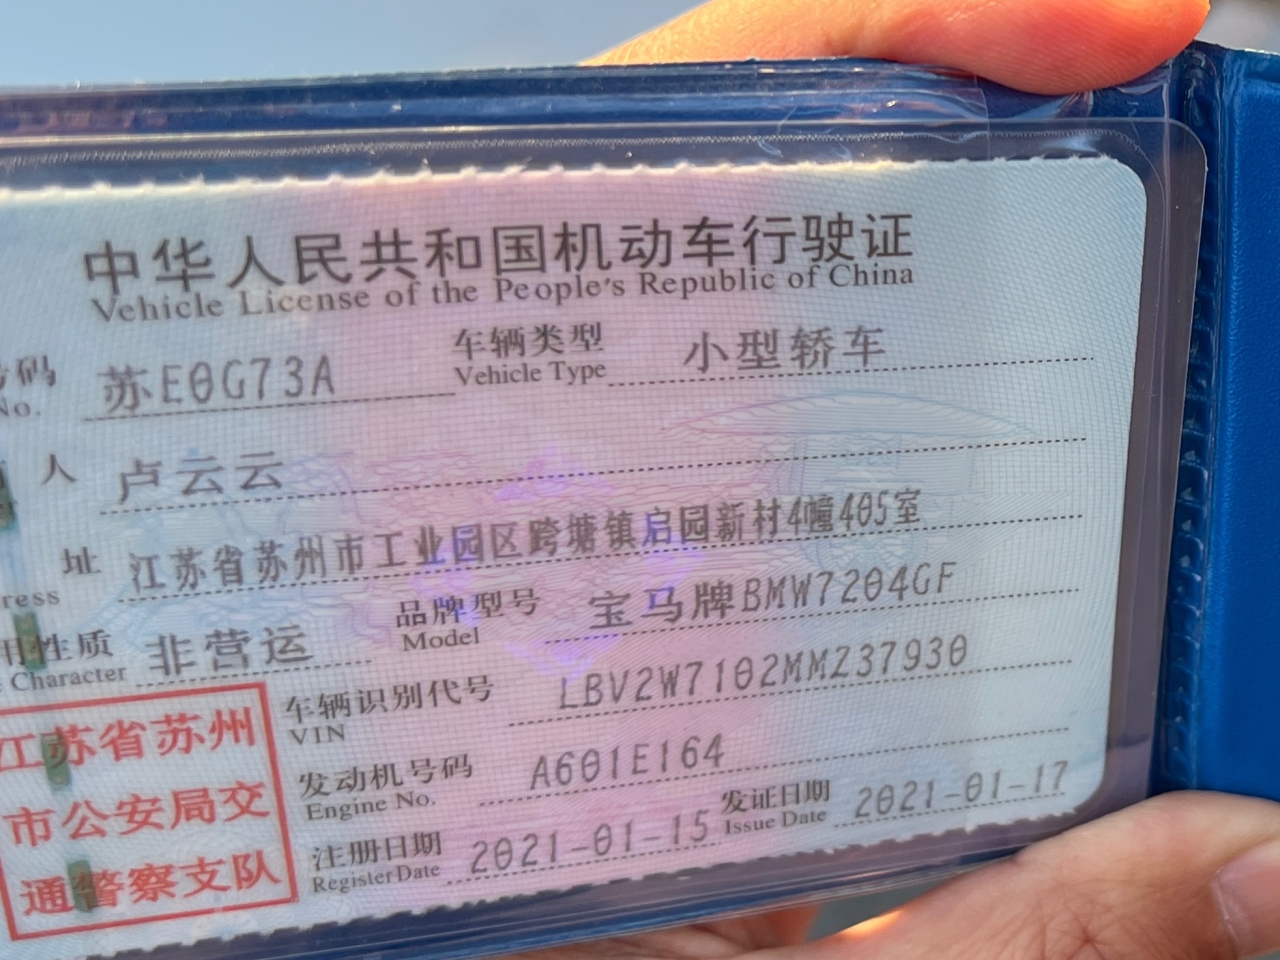 中华人民共和国机动车行驶证
Vehicle License of the People's Republic of China
号码 苏E0G73A 车辆类型 小型轿车
No. Vehicle Type
人 卢云云
址 江苏省苏州市工业园区跨塘镇启园新村4幢405室
ress
用性质 非营运 品牌型号 宝马牌BMW7204GF
Character Model
车辆识别代号 LBV2W7102MMZ37930
VIN
发动机号码 A601E164
Engine No.
注册日期 2021-01-15 发证日期 2021-01-17
Register Date Issue Date
江苏省苏州
市公安局交
通警察支队